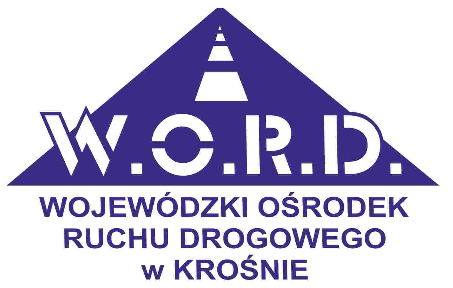 W.O.R.D.
WOJEWÓDZKI OŚRODEK
RUCHU DROGOWEGO
w KROŚNIE